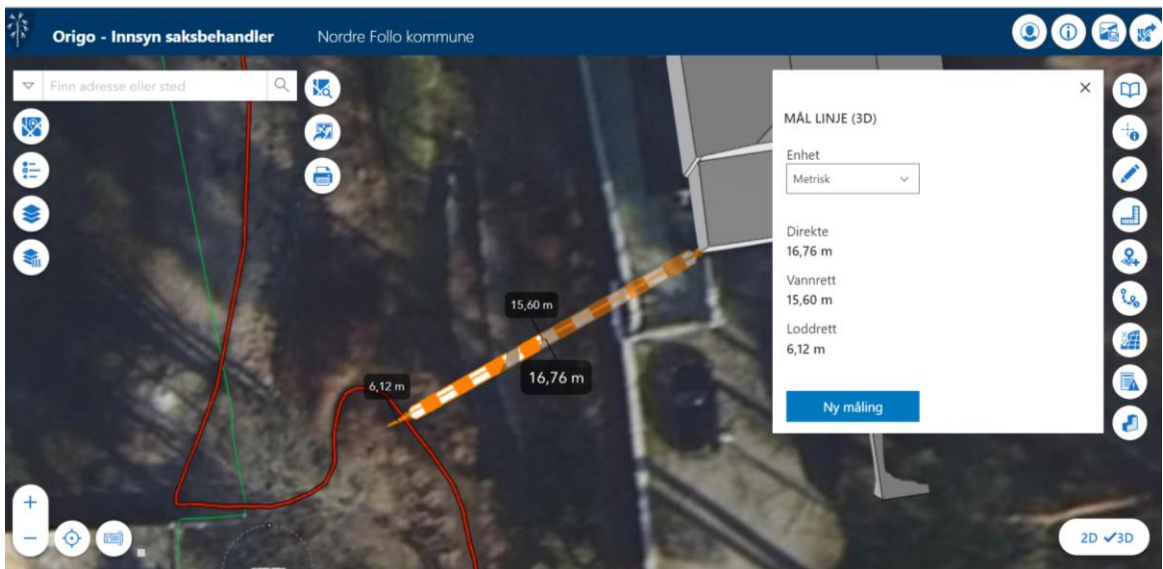 Origo - Innsyn saksbehandler
Nordre Follo kommune
Finn adresse eller sted
MÅL LINJE (3D)
Enhet
Metrisk
Direkte
16,76 m
Vannrett
15,60 m
Loddrett
6,12 m
Ny måling
15,60 m
16,76 m
6,12 m
2D ✓3D